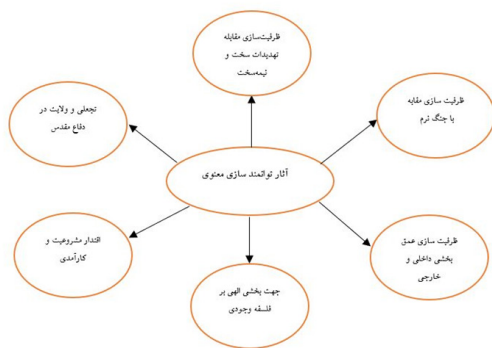 ظرفیت‌سازی مقابله
تهدیدات سخت و
نیمه‌سخت
ظرفیت سازی مقابه
با جنگ نرم
تجعلی و ولایت در
دفاع مقدس
آثار توانمند سازی معنوی
ظرفیت سازی عمق
بخشی داخلی و
خارجی
اقتدار مشروعیت و
کارآمدی
جهت بخشی الهی بر
فلسفه وجودی